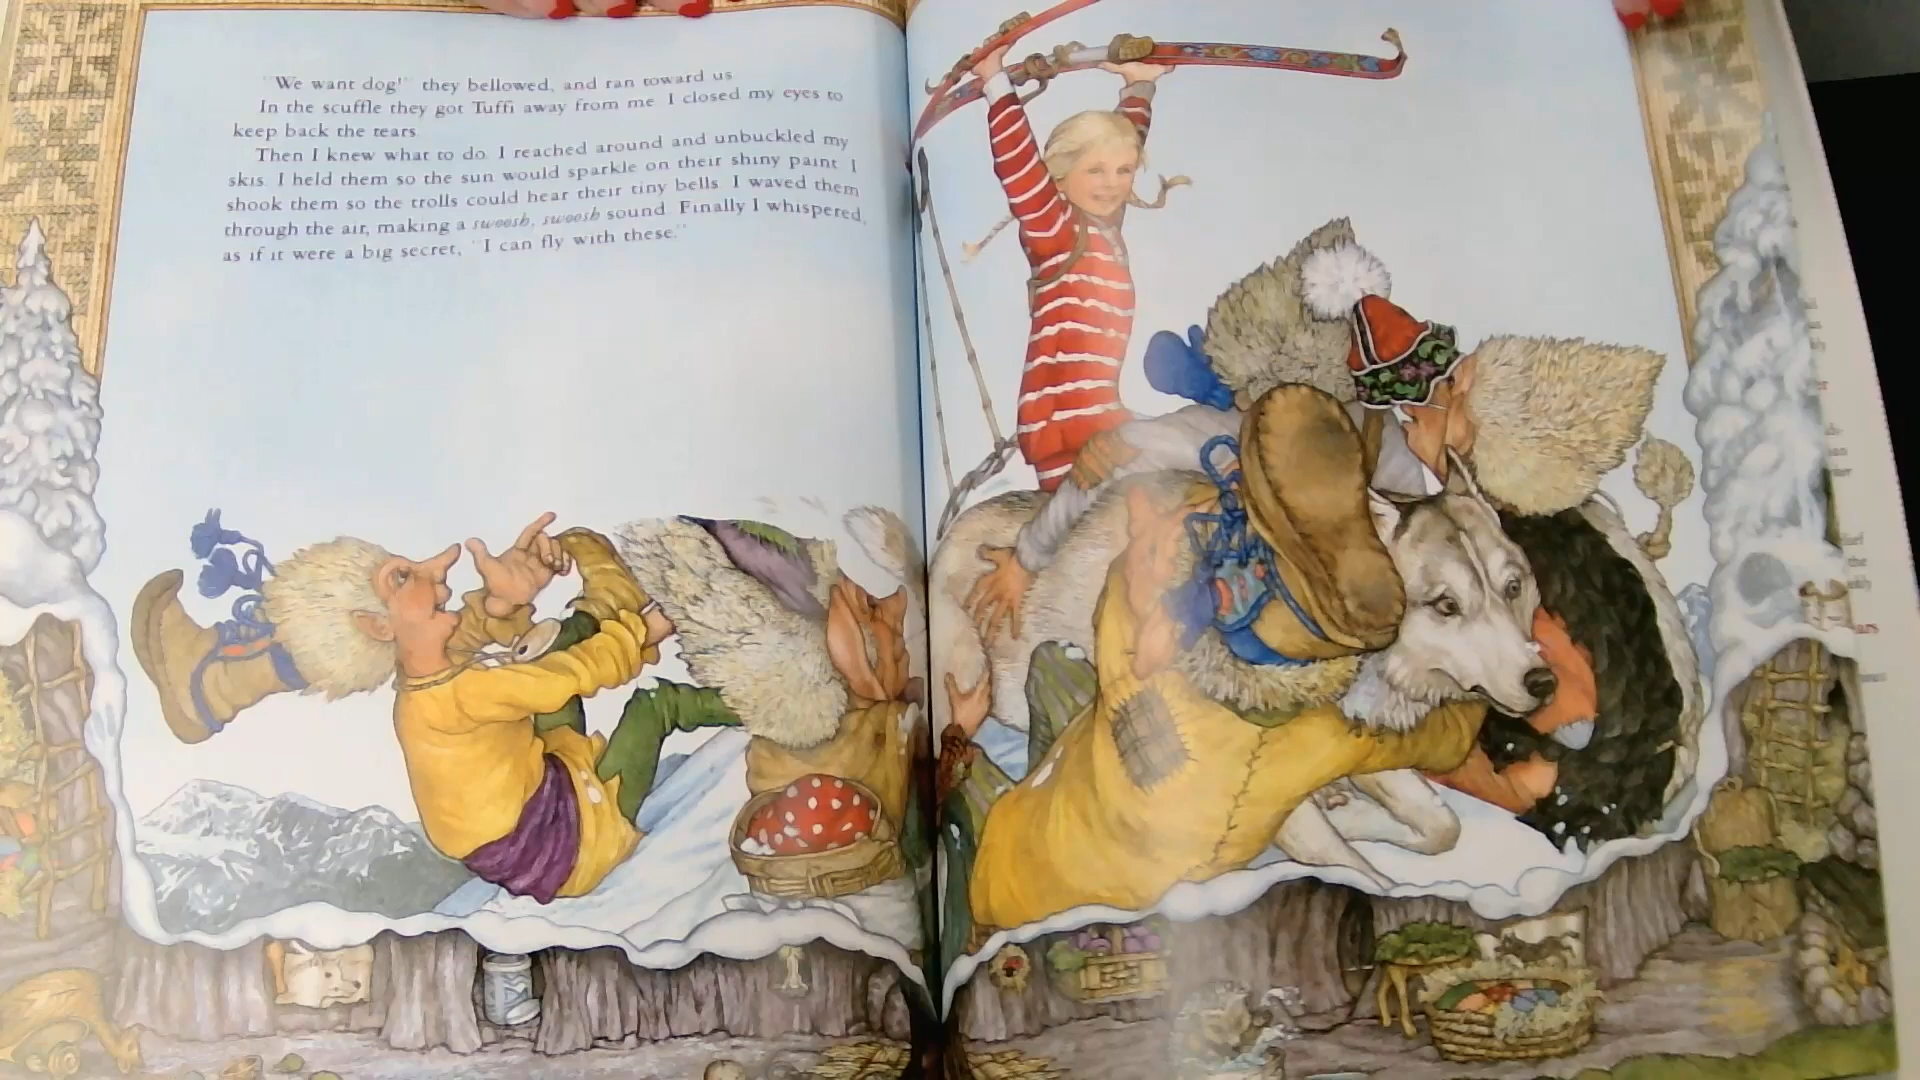 "We want dog!" they bellowed, and ran toward us.
In the scuffle they got Tuffi away from me. I closed my eyes to
keep back the tears.
Then I knew what to do. I reached around and unbuckled my
skis. I held them so the sun would sparkle on their shiny paint. I
shook them so the trolls could hear their tiny bells. I waved them
through the air, making a swoosh, swoosh sound. Finally I whispered,
as if it were a big secret, "I can fly with these."